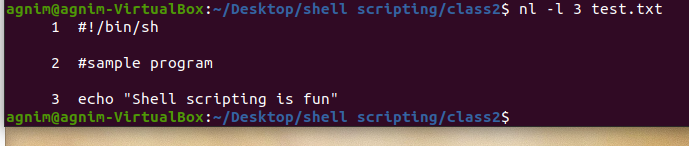 agnim@agnim-VirtualBox:~/Desktop/shell scripting/class2$ nl -l 3 test.txt
1 #!/bin/sh
2 #sample program
3 echo "Shell scripting is fun"
agnim@agnim-VirtualBox:~/Desktop/shell scripting/class2$